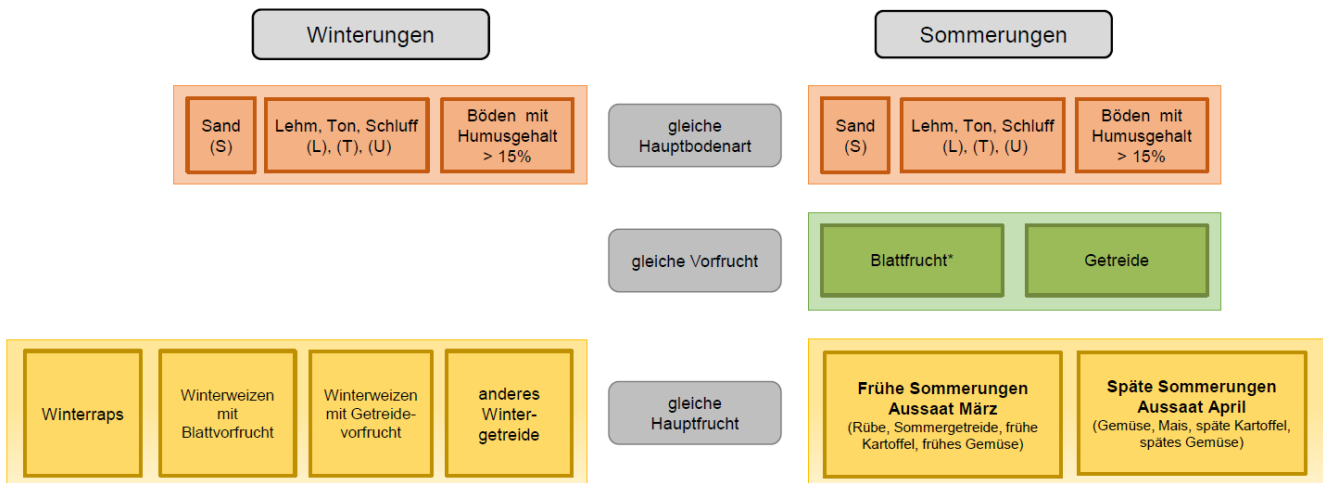 Winterungen
Sommerungen
Sand
(S)
Lehm, Ton, Schluff
(L), (T), (U)
Böden mit
Humusgehalt
> 15%
gleiche
Hauptbodenart
Sand
(S)
Lehm, Ton, Schluff
(L), (T), (U)
Böden mit
Humusgehalt
> 15%
gleiche Vorfrucht
Blattfrucht*
Getreide
Winterraps
Winterweizen
mit
Blattvorfrucht
Winterweizen
mit Getreide-
vorfrucht
anderes
Winter-
getreide
gleiche
Hauptfrucht
Frühe Sommerungen
Aussaat März
(Rübe, Sommergetreide, frühe
Kartoffel, frühes Gemüse)
Späte Sommerungen
Aussaat April
(Gemüse, Mais, späte Kartoffel,
spätes Gemüse)